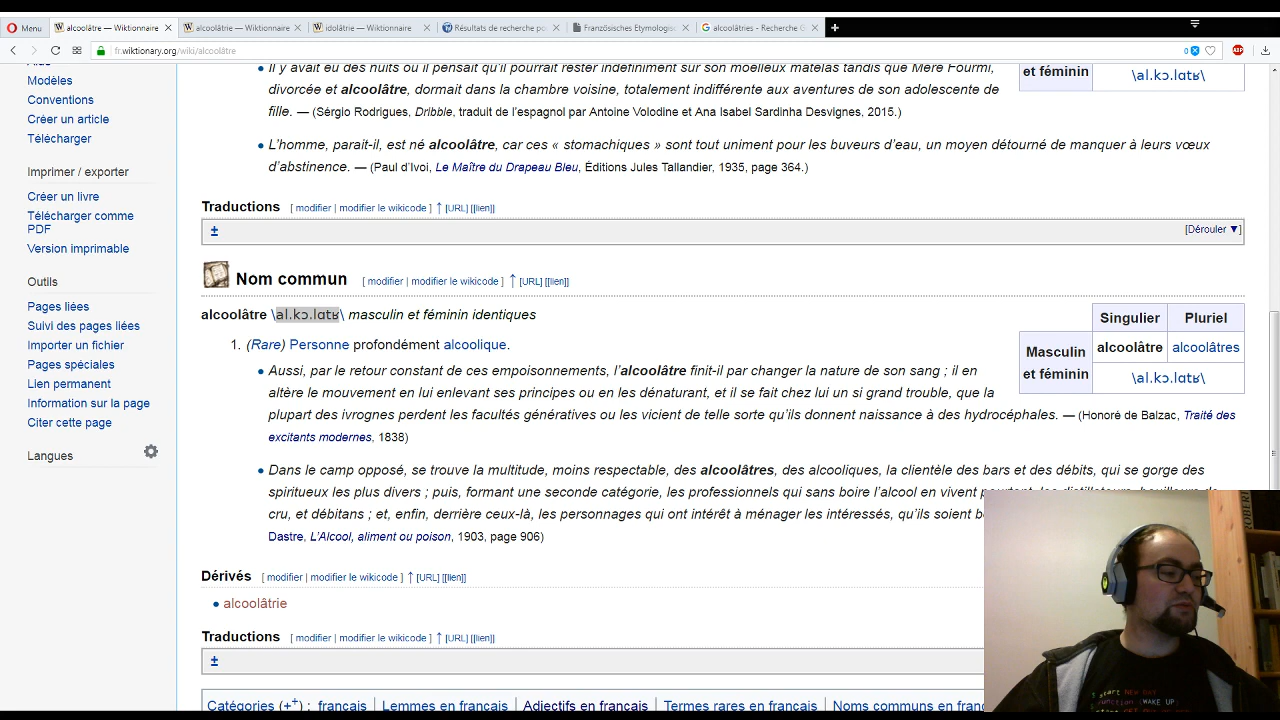 Menu
alcoolâtre — Wiktionnaire
alcoolâtrie — Wiktionnaire
idolâtrie — Wiktionnaire
Résultats de recherche po
Französisches Etymologis
alcoolâtries - Recherche G
fr.wiktionary.org/wiki/alcoolâtre
0
ABP
Aide
Modèles
Conventions
Créer un article
Télécharger
Imprimer / exporter
Créer un livre
Télécharger comme
PDF
Version imprimable
Outils
Pages liées
Suivi des pages liées
Importer un fichier
Pages spéciales
Lien permanent
Information sur la page
Citer cette page
Langues
Il y avait eu des nuits où il pensait qu'il pourrait rester indéfiniment sur son moelleux matelas tandis que Mère Fourmi,
divorcée et alcoolâtre, dormait dans la chambre voisine, totalement indifférente aux aventures de son adolescente de
fille. — (Sérgio Rodrigues, Dribble, traduit de l'espagnol par Antoine Volodine et Ana Isabel Sardinha Desvignes, 2015.)
et féminin \al.kɔ.lɑtʁ\
L'homme, parait-il, est né alcoolâtre, car ces « stomachiques » sont tout uniment pour les buveurs d'eau, un moyen détourné de manquer à leurs vœux
d'abstinence. — (Paul d'Ivoi, Le Maître du Drapeau Bleu, Éditions Jules Tallandier, 1935, page 364.)
Traductions [ modifier | modifier le wikicode ] ↑ [URL] [[lien]]
± [Dérouler ▼]
Nom commun [ modifier | modifier le wikicode ] ↑ [URL] [[lien]]
alcoolâtre \al.kɔ.lɑtʁ\ masculin et féminin identiques
1. (Rare) Personne profondément alcoolique.
Singulier Pluriel
Masculin
et féminin
alcoolâtre alcoolâtres
\al.kɔ.lɑtʁ\
Aussi, par le retour constant de ces empoisonnements, l'alcoolâtre finit-il par changer la nature de son sang ; il en
altère le mouvement en lui enlevant ses principes ou en les dénaturant, et il se fait chez lui un si grand trouble, que la
plupart des ivrognes perdent les facultés génératives ou les vicient de telle sorte qu'ils donnent naissance à des hydrocéphales. — (Honoré de Balzac, Traité des
excitants modernes, 1838)
Dans le camp opposé, se trouve la multitude, moins respectable, des alcoolâtres, des alcooliques, la clientèle des bars et des débits, qui se gorge des
spiritueux les plus divers ; puis, formant une seconde catégorie, les professionnels qui sans boire l'alcool en vivent
cru, et débitans ; et, enfin, derrière ceux-là, les personnages qui ont intérêt à ménager les intéressés, qu'ils soient
Dastre, L'Alcool, aliment ou poison, 1903, page 906)
Dérivés [ modifier | modifier le wikicode ] ↑ [URL] [[lien]]
alcoolâtrie
Traductions [ modifier | modifier le wikicode ] ↑ [URL] [[lien]]
±
Catégories (+⁺) : français | Lemmes en français | Adjectifs en français | Termes rares en français | Noms communs en
start NEW DAY
function (WAKE UP)